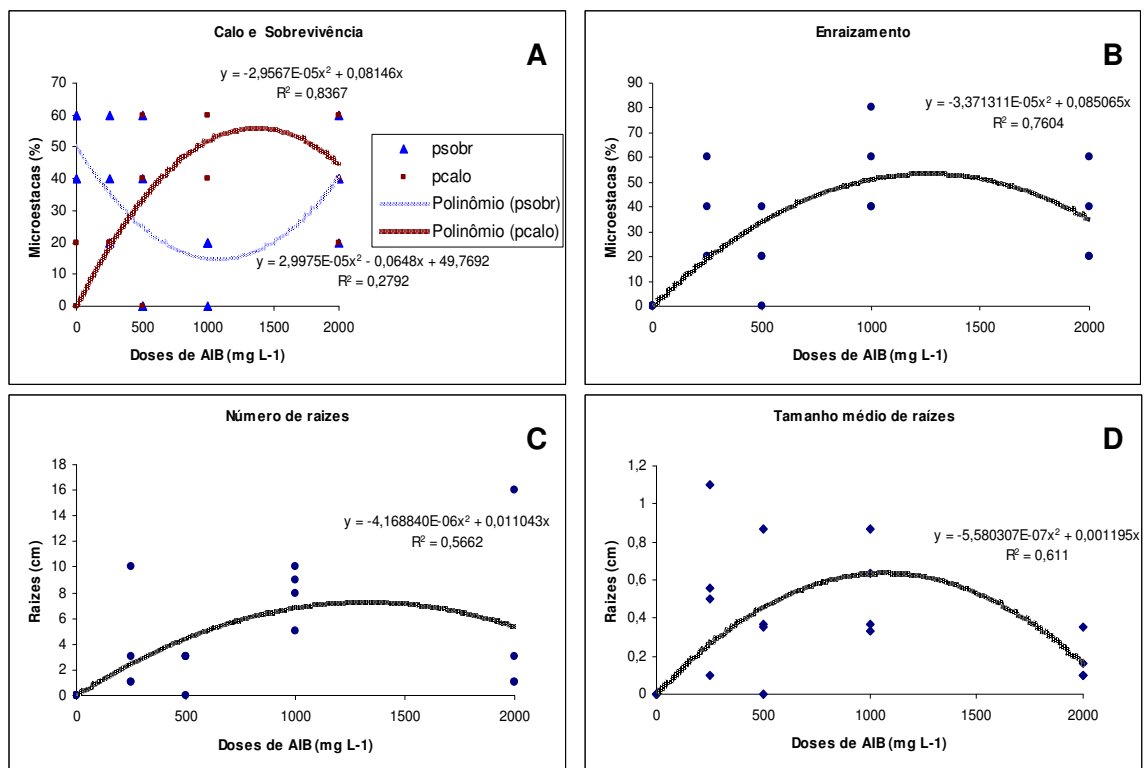 Calo e Sobrevivência
A
y = -2,9567E-05x² + 0,08146x
R² = 0,8367
70
60
50
40
30
20
10
0
Microestacas (%)
psobr
pcalo
Polinômio (psobr)
Polinômio (pcalo)
y = 2,9975E-05x² - 0,0648x + 49,7692
R² = 0,2792
0 500 1000 1500 2000
Doses de AIB (mg L-1)
Enraizamento
B
y = -3,371311E-05x² + 0,085065x
R² = 0,7604
90
80
70
60
50
40
30
20
10
0
Microestacas (%)
0 500 1000 1500 2000
Doses de AIB (mg L-1)
Número de raizes
C
y = -4,168840E-06x² + 0,011043x
R² = 0,5662
18
16
14
12
10
8
6
4
2
0
Raizes (cm)
0 500 1000 1500 2000
Doses de AIB (mg L-1)
Tamanho médio de raízes
D
y = -5,580307E-07x² + 0,001195x
R² = 0,611
1,2
1
0,8
0,6
0,4
0,2
0
Raizes (cm)
0 500 1000 1500 2000
Doses de AIB (mg L-1)